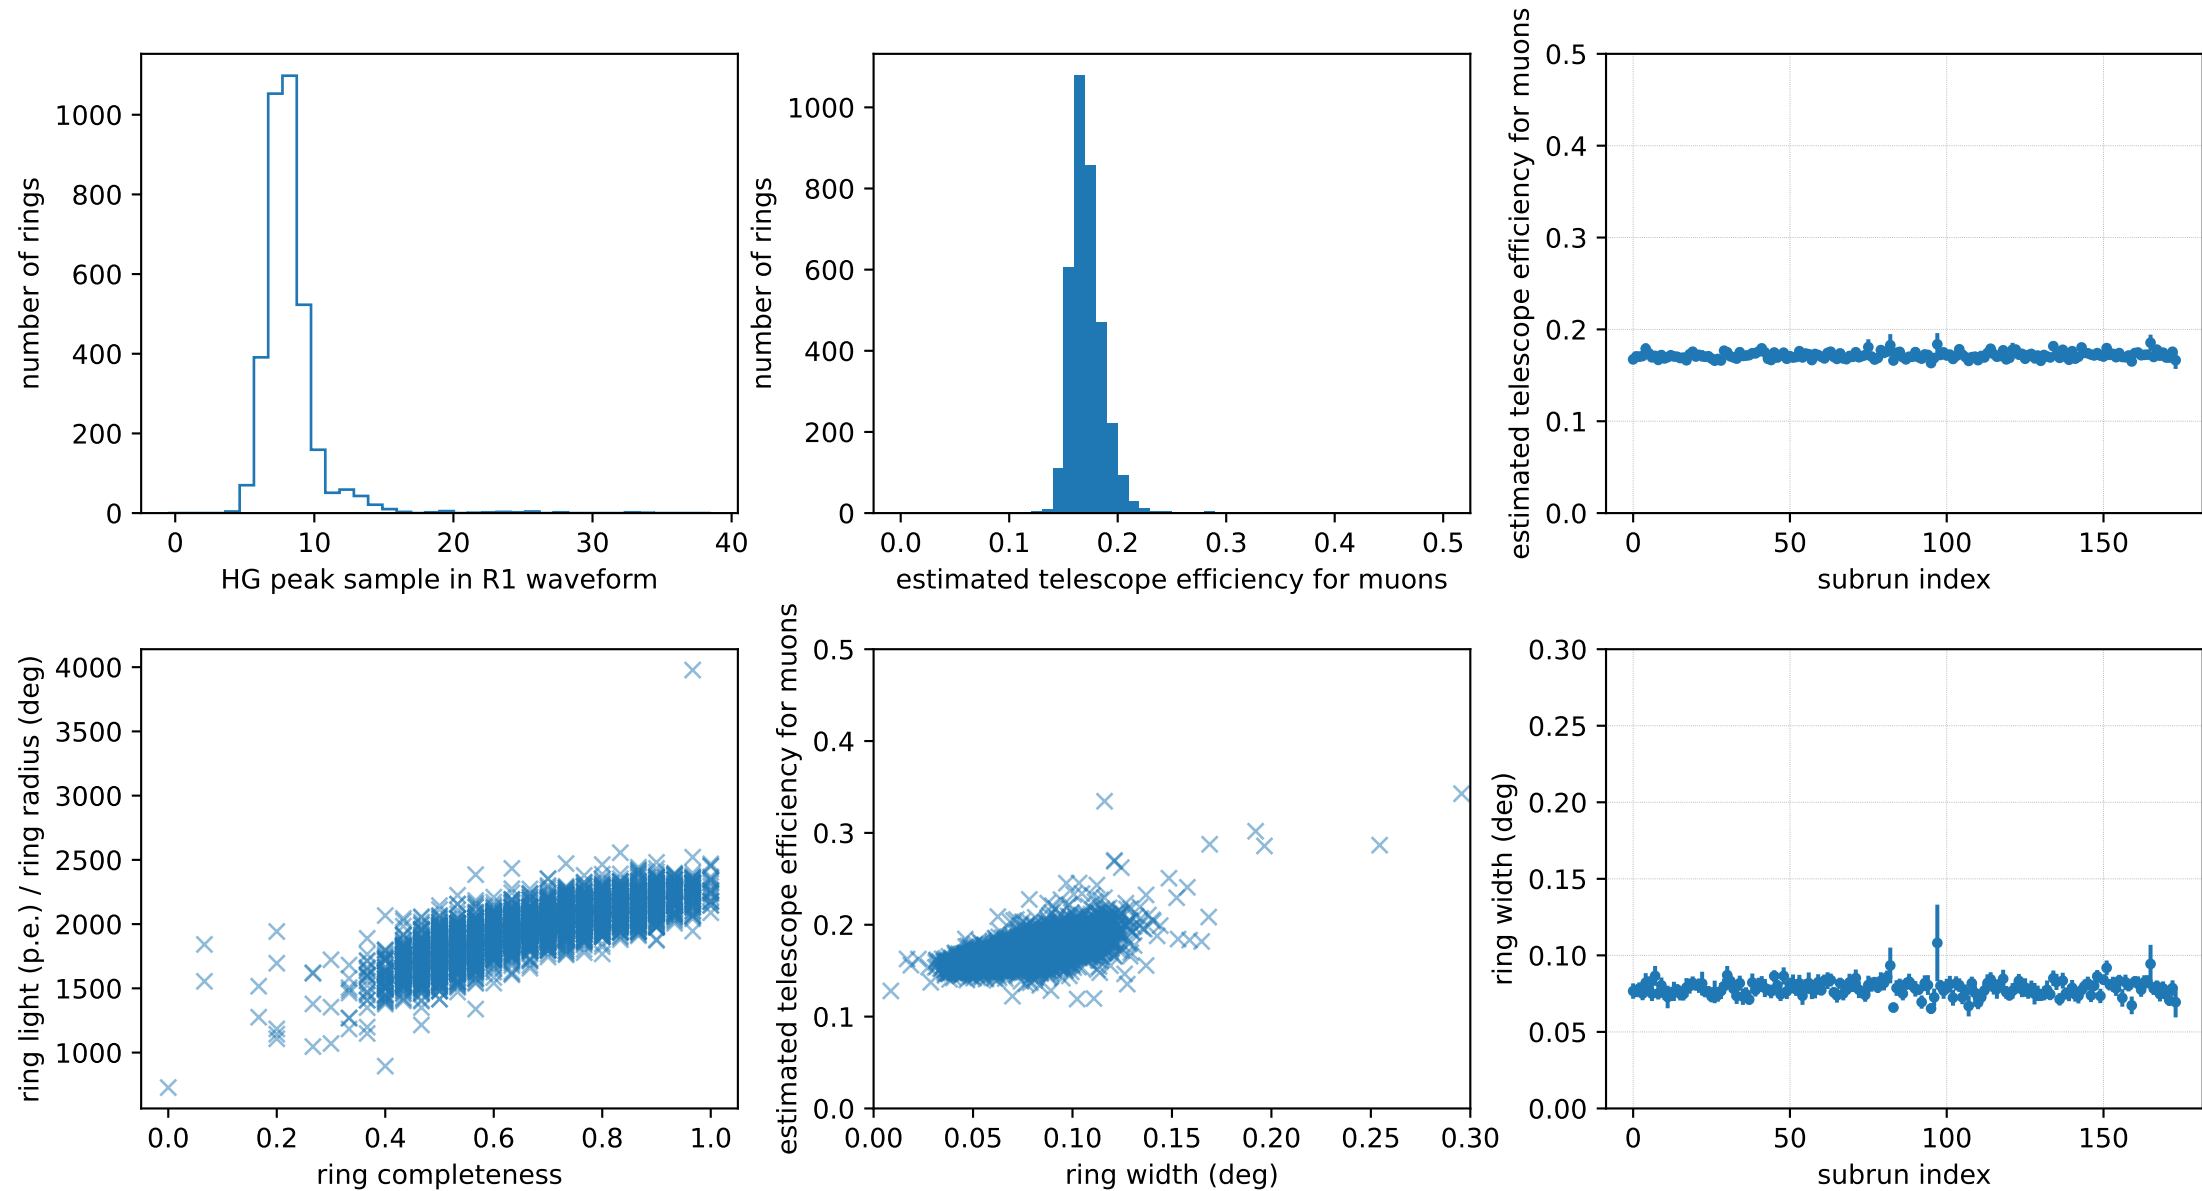 number of rings
1000
800
600
400
200
0
0 10 20 30 40
HG peak sample in R1 waveform
number of rings
1000
800
600
400
200
0
0.0 0.1 0.2 0.3 0.4 0.5
estimated telescope efficiency for muons
estimated telescope efficiency for muons
0.5
0.4
0.3
0.2
0.1
0.0
0 50 100 150
subrun index
ring light (p.e.) / ring radius (deg)
4000
3500
3000
2500
2000
1500
1000
0.0 0.2 0.4 0.6 0.8 1.0
ring completeness
estimated telescope efficiency for muons
0.5
0.4
0.3
0.2
0.1
0.0
0.00 0.05 0.10 0.15 0.20 0.25 0.30
ring width (deg)
ring width (deg)
0.30
0.25
0.20
0.15
0.10
0.05
0.00
0 50 100 150
subrun index